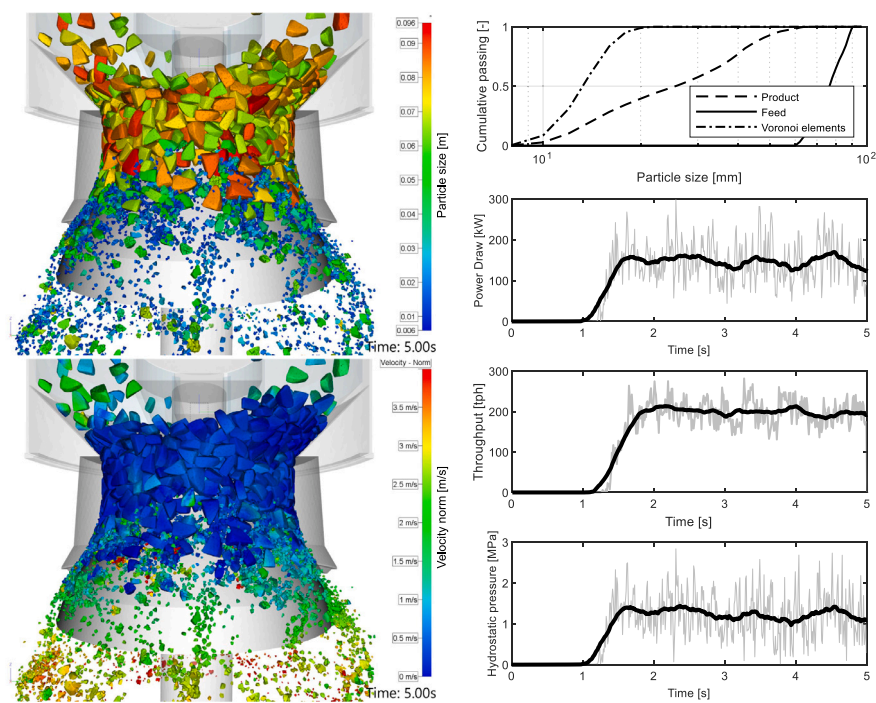 0.096
0.09
0.08
0.07
0.06
0.05
0.04
0.03
0.02
0.01
0.006
Particle size [m]
Time: 5.00s
Velocity - Norm
3.5 m/s
3 m/s
2.5 m/s
2 m/s
1.5 m/s
1 m/s
0.5 m/s
0 m/s
Velocity norm [m/s]
Time: 5.00s
Cumulative passing [-]
1
0.5
0
Product
Feed
Voronoi elements
10^1 10^2
Particle size [mm]
Power Draw [kW]
300
200
100
0
0 1 2 3 4 5
Time [s]
Throughput [tph]
300
200
100
0
0 1 2 3 4 5
Time [s]
Hydrostatic pressure [MPa]
3
2
1
0
0 1 2 3 4 5
Time [s]